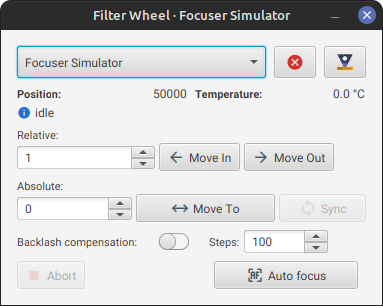 Filter Wheel · Focuser Simulator
Focuser Simulator
Position: 50000 Temperature: 0.0 °C
idle
Relative:
1 Move In Move Out
Absolute:
0 Move To Sync
Backlash compensation: Steps: 100
Abort AF Auto focus